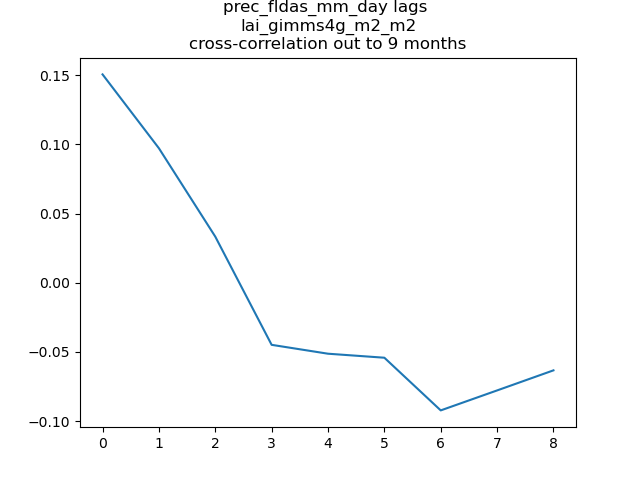 prec_fldas_mm_day lags
lai_gimms4g_m2_m2
cross-correlation out to 9 months
0.15
0.10
0.05
0.00
−0.05
−0.10
0 1 2 3 4 5 6 7 8